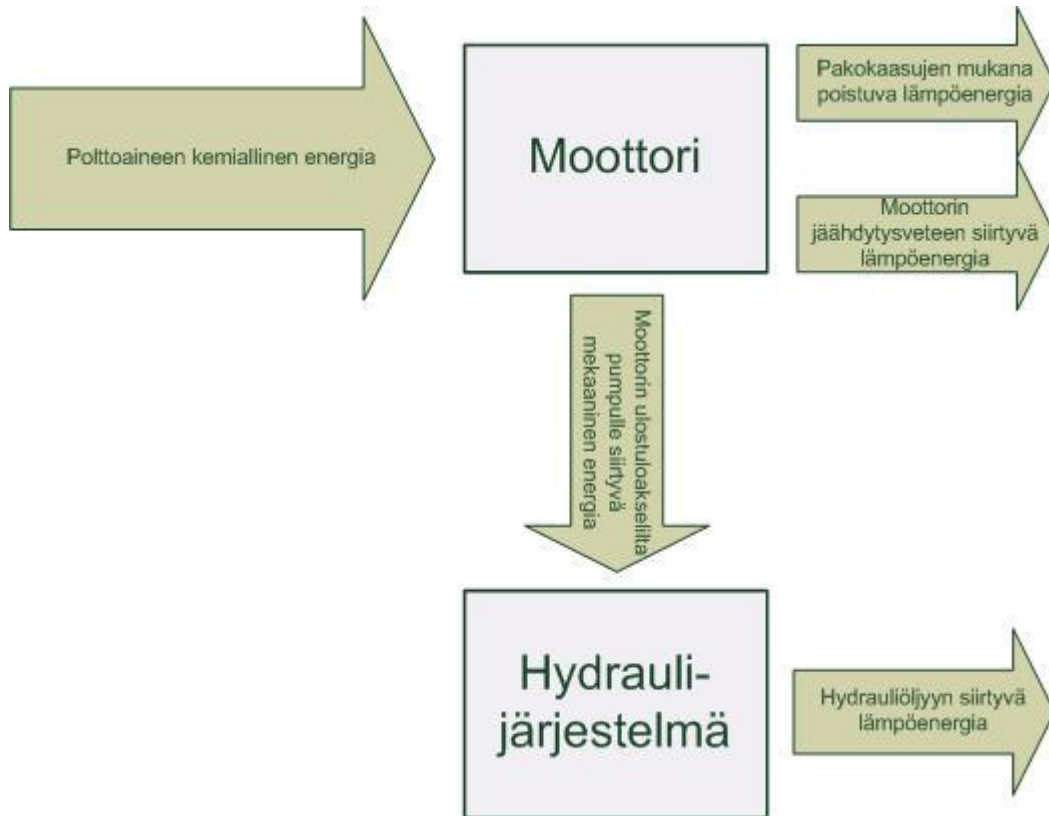 Polttoaineen kemiallinen energia
Moottori
Pakokaasujen mukana
poistuva lämpöenergia
Moottorin
jäähdytysveteen siirtyvä
lämpöenergia
Moottorin ulostuloakselilta
pumpulle siirtyvä
mekaaninen energia
Hydrauli-
järjestelmä
Hydrauliöljyyn siirtyvä
lämpöenergia